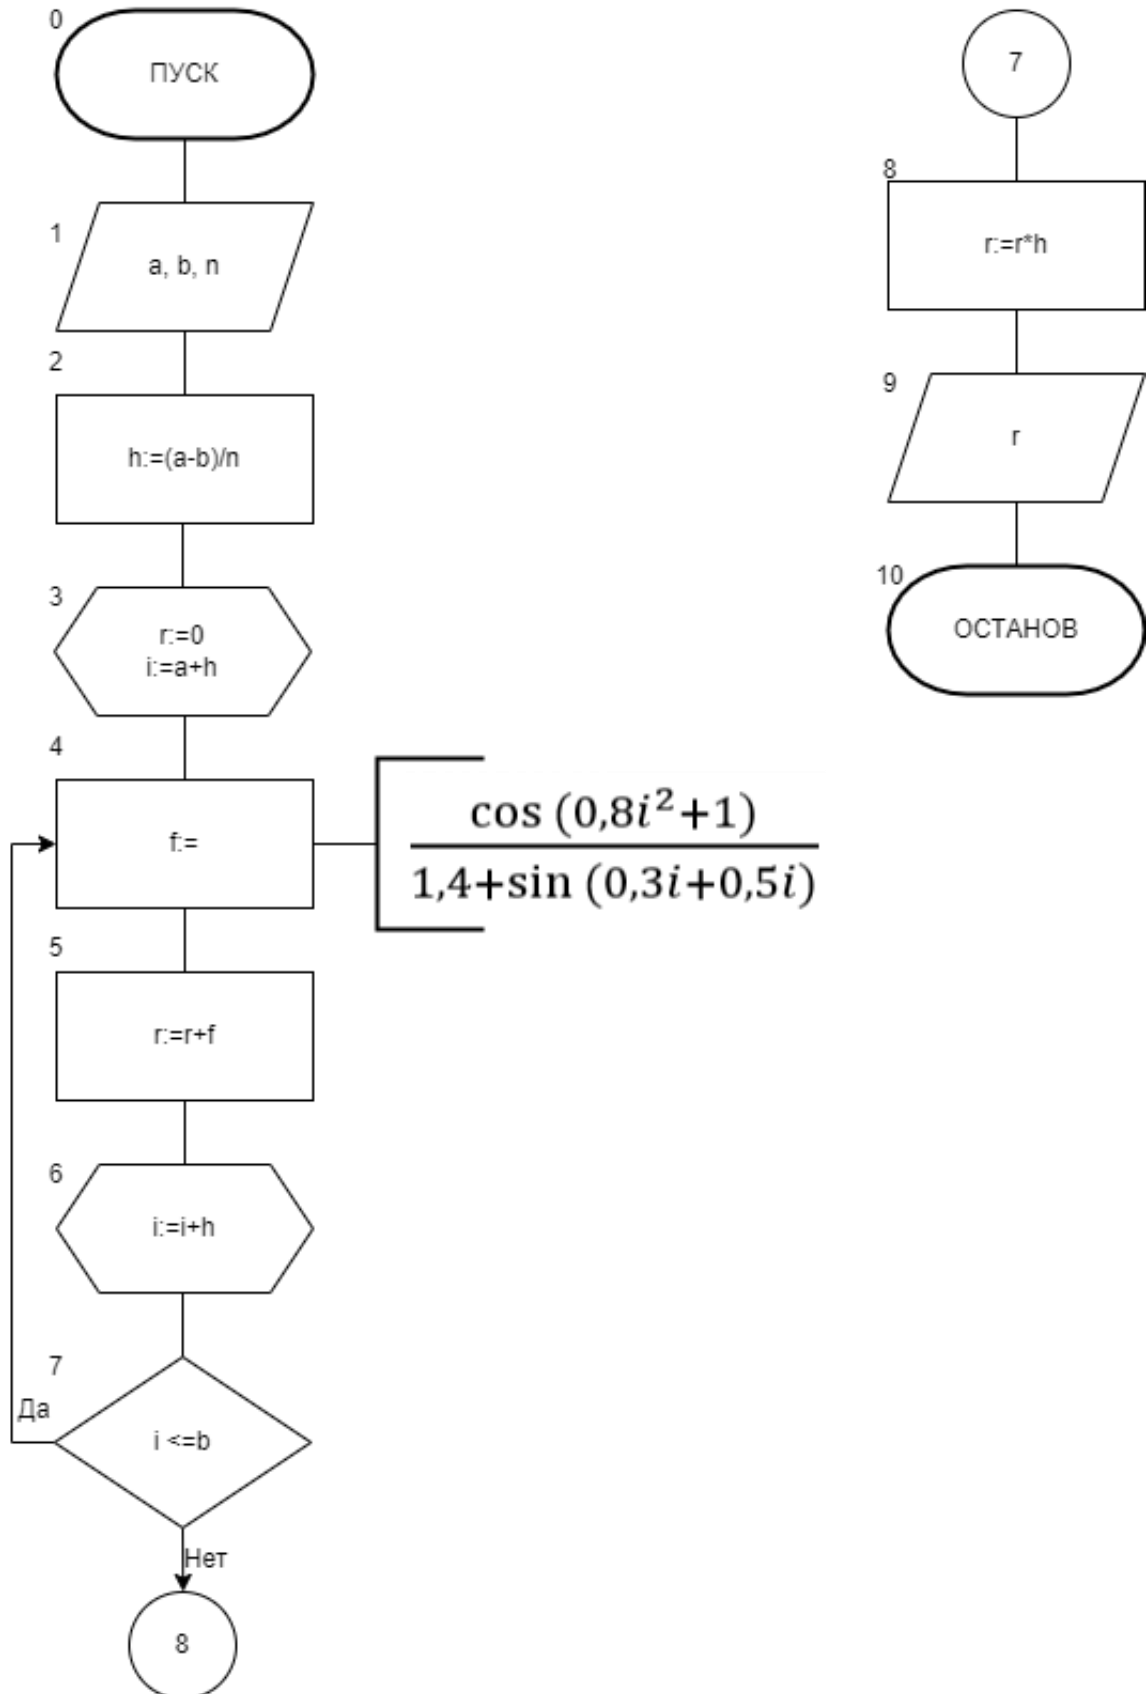 0
ПУСК
1
a, b, n
2
h:=(a-b)/n
3
r:=0
i:=a+h
4
f:=
cos (0,8i²+1)
1,4+sin (0,3i+0,5i)
5
r:=r+f
6
i:=i+h
7
Да
i <=b
Нет
8
7
8
r:=r*h
9
r
10
ОСТАНОВ